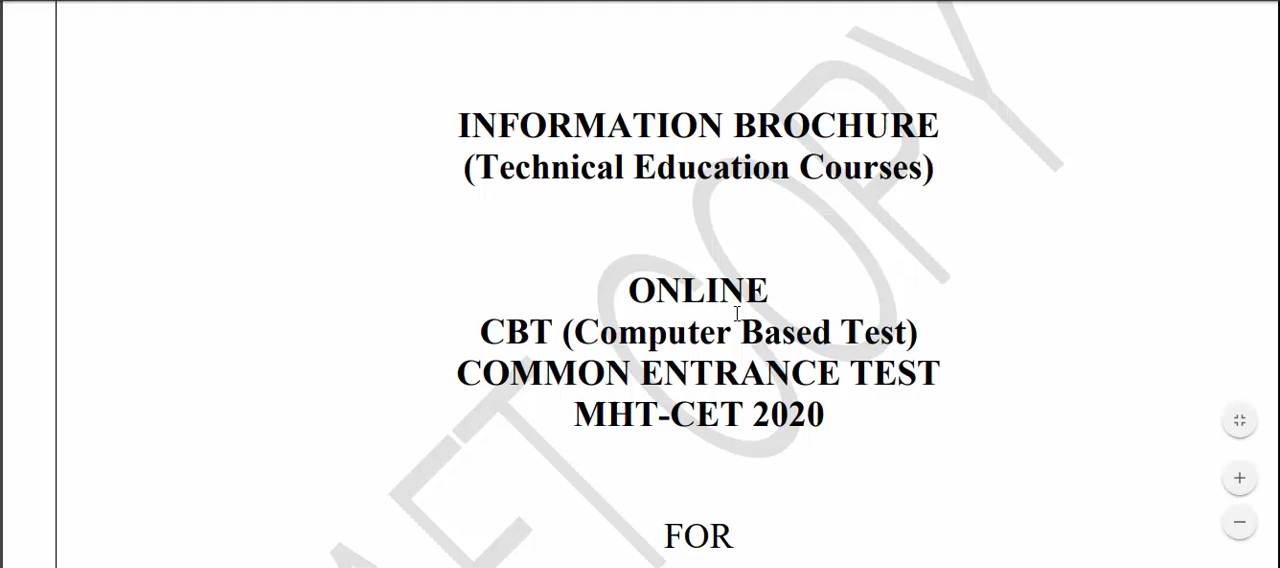 INFORMATION BROCHURE
(Technical Education Courses)
ONLINE
CBT (Computer Based Test)
COMMON ENTRANCE TEST
MHT-CET 2020
FOR